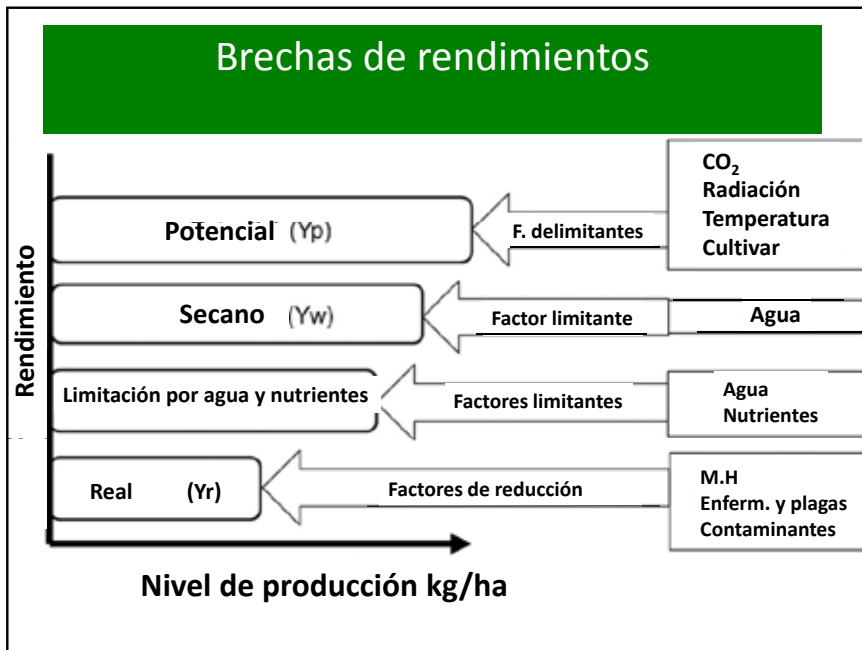 Brechas de rendimientos
CO₂
Radiación
Temperatura
Cultivar
F. delimitantes
Potencial (Yp)
Secano (Yw)
Factor limitante
Agua
Limitación por agua y nutrientes
Factores limitantes
Agua
Nutrientes
Real (Yr)
Factores de reducción
M.H
Enferm. y plagas
Contaminantes
Rendimiento
Nivel de producción kg/ha